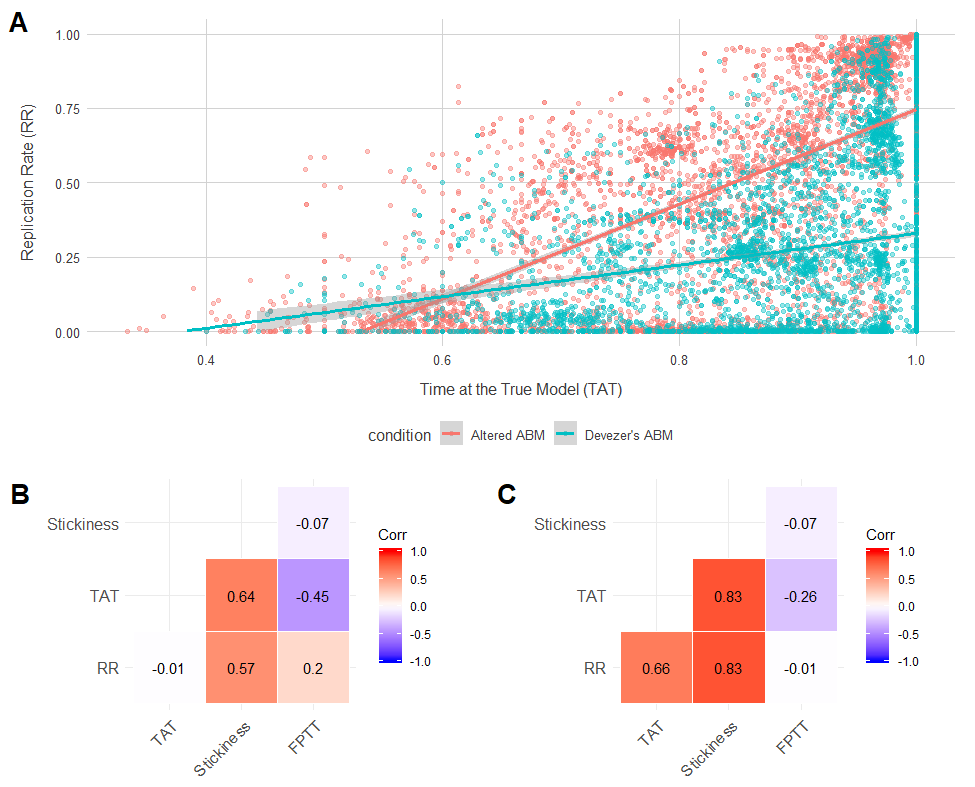 A
Replication Rate (RR)
1.00
0.75
0.50
0.25
0.00
0.4 0.6 0.8 1.0
Time at the True Model (TAT)
condition Altered ABM Devezer's ABM
B
Stickiness -0.07
TAT 0.64 -0.45
RR -0.01 0.57 0.2
TAT Stickiness FPTT
Corr
1.0
0.5
0.0
-0.5
-1.0
C
Stickiness -0.07
TAT 0.83 -0.26
RR 0.66 0.83 -0.01
TAT Stickiness FPTT
Corr
1.0
0.5
0.0
-0.5
-1.0